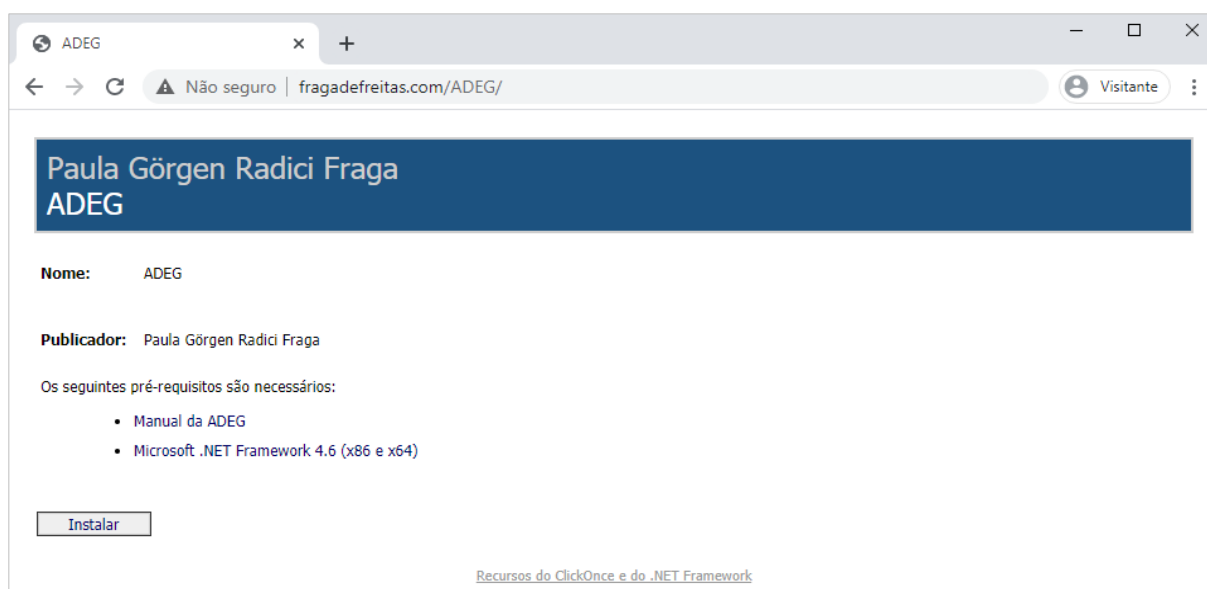 ADEG
Não seguro | fragadefreitas.com/ADEG/ Visitante
Paula Görgen Radici Fraga
ADEG
Nome: ADEG
Publicador: Paula Görgen Radici Fraga
Os seguintes pré-requisitos são necessários:
• Manual da ADEG
• Microsoft .NET Framework 4.6 (x86 e x64)
Instalar
Recursos do ClickOnce e do .NET Framework